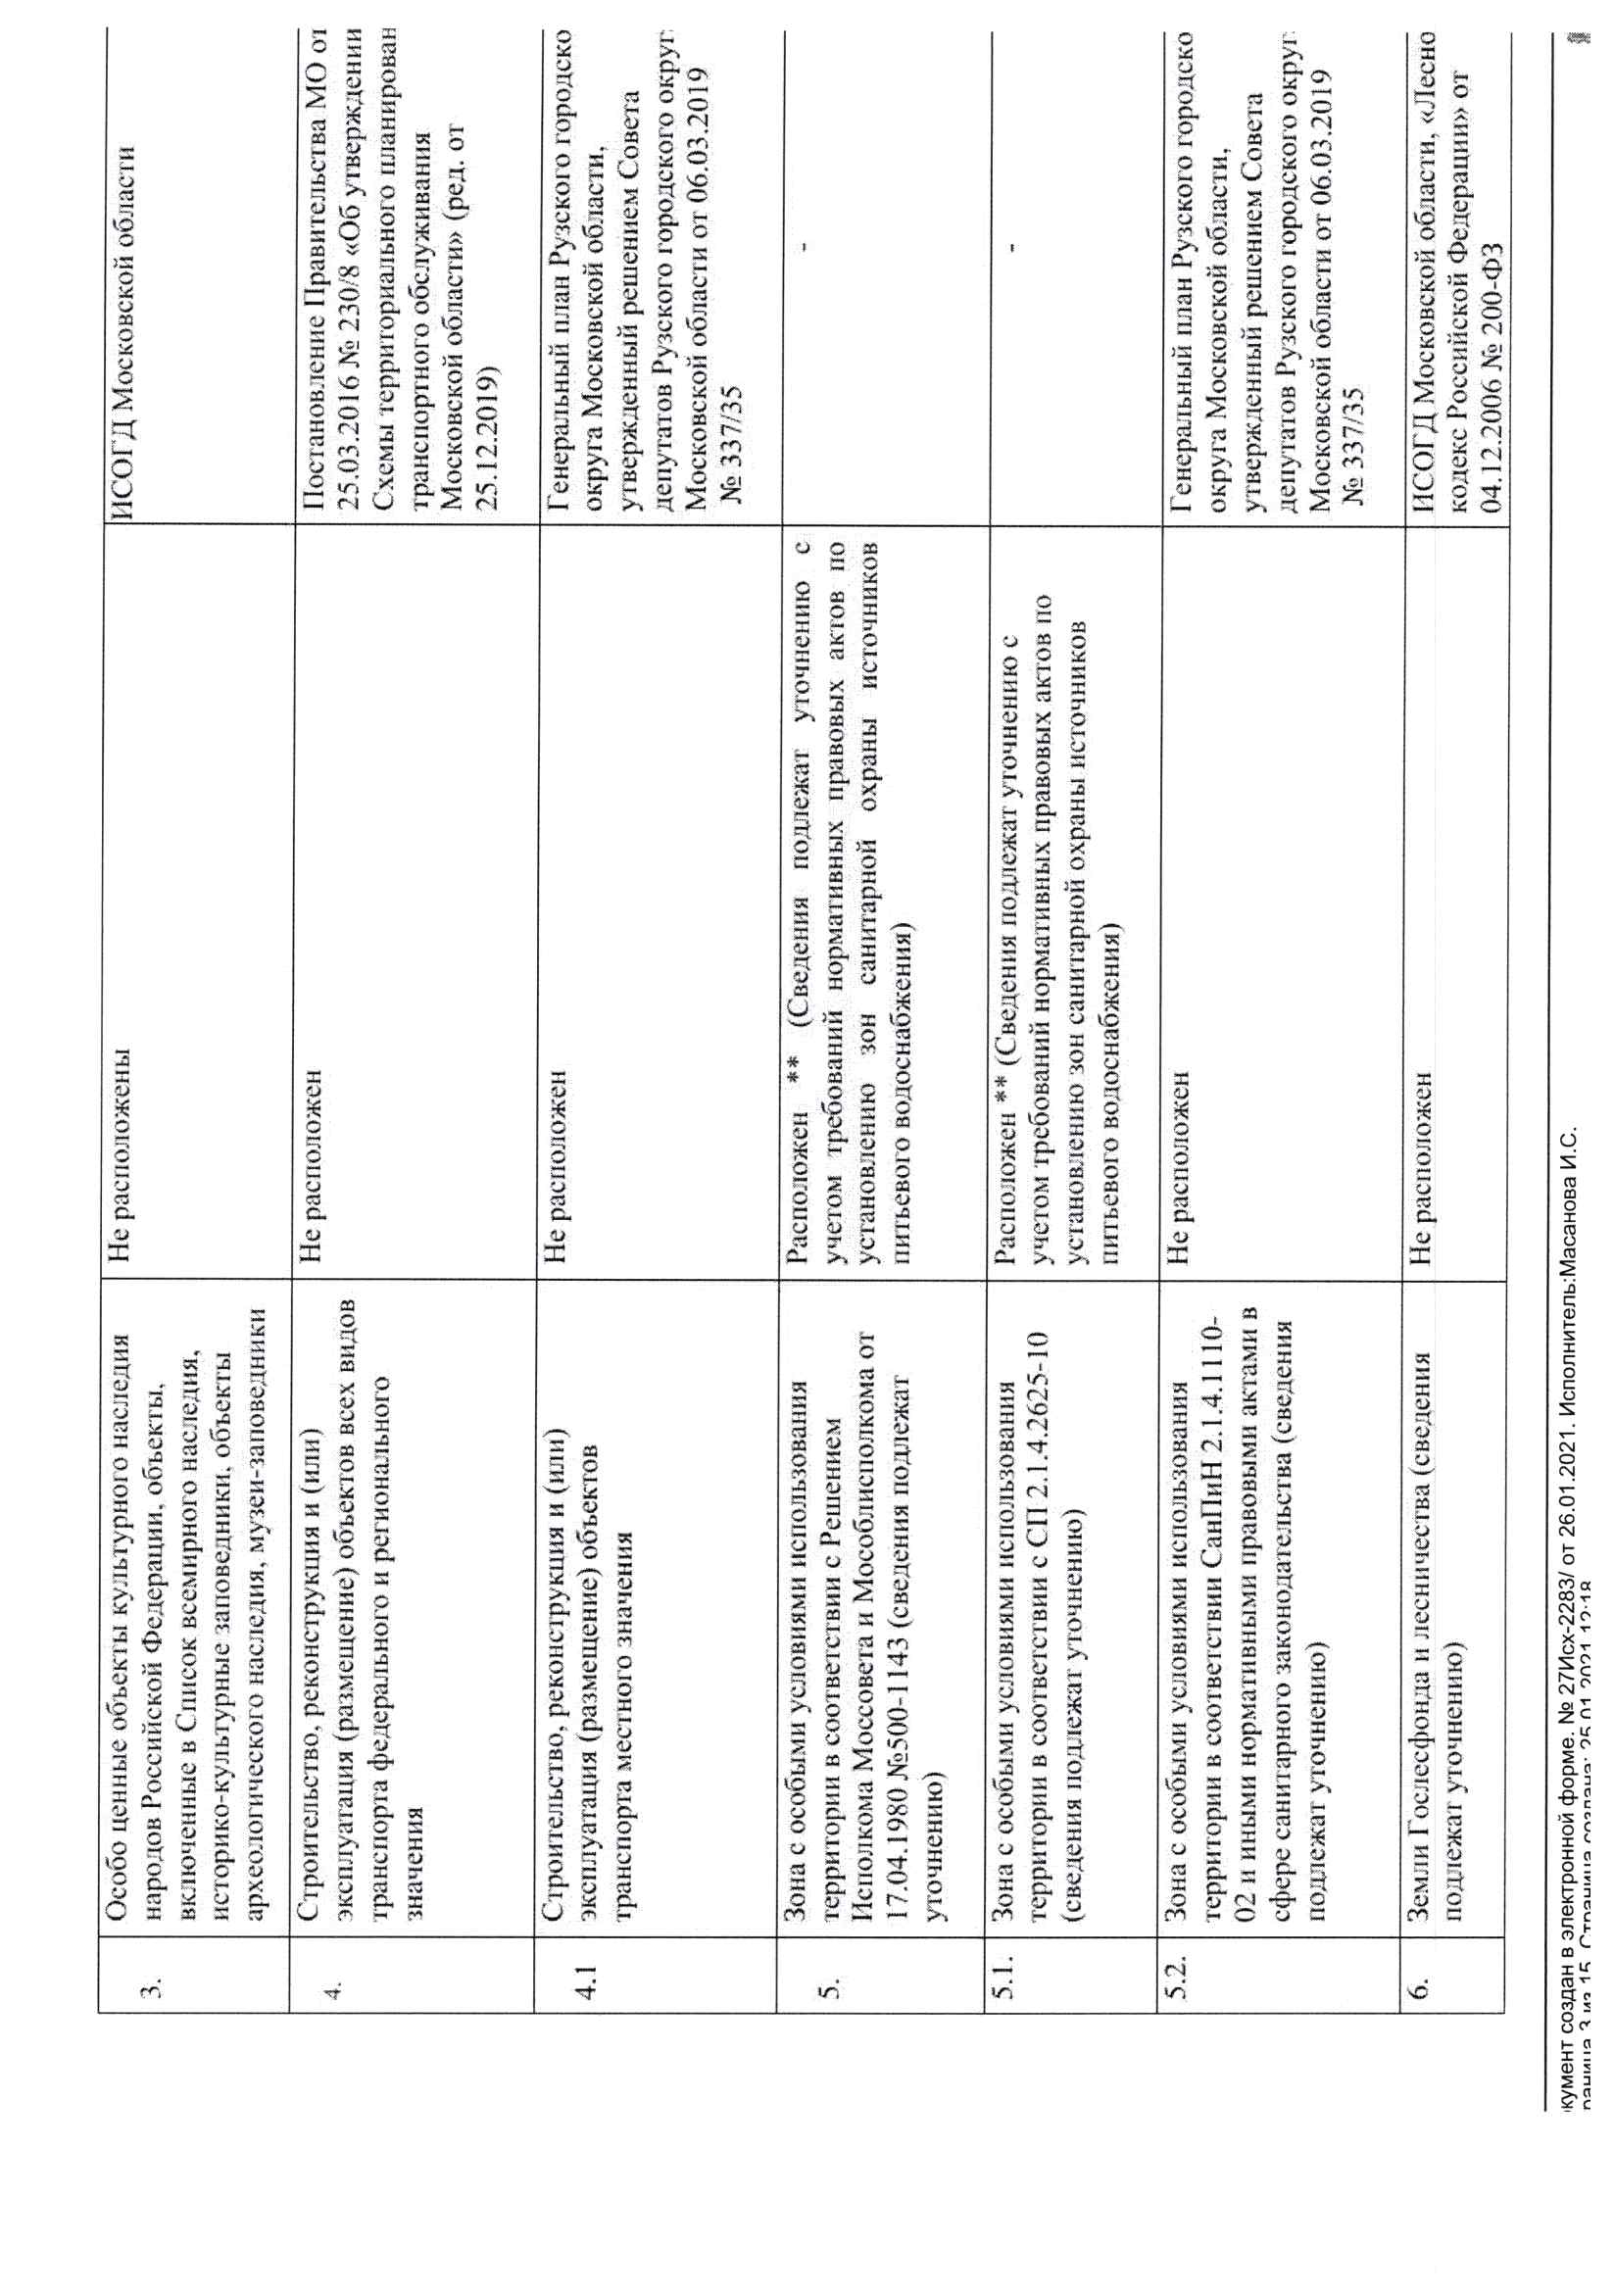 3.
Особо ценные объекты культурного наследия
народов Российской Федерации, объекты,
включенные в Список всемирного наследия,
историко-культурные заповедники, объекты
археологического наследия, музеи-заповедники
Не расположены
ИСОГД Московской области
4.
Строительство, реконструкция и (или)
эксплуатация (размещение) объектов всех видов
транспорта федерального и регионального
значения
Не расположен
Постановление Правительства МО от
25.03.2016 № 230/8 «Об утверждении
Схемы территориального планирован
транспортного обслуживания
Московской области» (ред. от
25.12.2019)
4.1
Строительство, реконструкция и (или)
эксплуатация (размещение) объектов
транспорта местного значения
Не расположен
Генеральный план Рузского городско
округа Московской области,
утвержденный решением Совета
депутатов Рузского городского округ
Московской области от 06.03.2019
№ 337/35
5.
Зона с особыми условиями использования
территории в соответствии с Решением
Исполкома Моссовета и Мособлисполкома от
17.04.1980 №500-1143 (сведения подлежат
уточнению)
Расположен ** (Сведения подлежат уточнению с
учетом требований нормативных правовых актов по
установлению зон санитарной охраны источников
питьевого водоснабжения)
-
5.1.
Зона с особыми условиями использования
территории в соответствии с СП 2.1.4.2625-10
(сведения подлежат уточнению)
Расположен ** (Сведения подлежат уточнению с
учетом требований нормативных правовых актов по
установлению зон санитарной охраны источников
питьевого водоснабжения)
-
5.2.
Зона с особыми условиями использования
территории в соответствии СанПиН 2.1.4.1110-
02 и иными нормативными правовыми актами в
сфере санитарного законодательства (сведения
подлежат уточнению)
Не расположен
Генеральный план Рузского городско
округа Московской области,
утвержденный решением Совета
депутатов Рузского городского округ
Московской области от 06.03.2019
№ 337/35
6.
Земли Гослесфонда и лесничества (сведения
подлежат уточнению)
Не расположен
ИСОГД Московской области, «Лесно
кодекс Российской Федерации» от
04.12.2006 № 200-ФЗ
кумент создан в электронной форме. № 27Исх-2283/ от 26.01.2021. Исполнитель:Масанова И.С.
раница 3 из 15. Страница создана: 25.01.2021 12:18